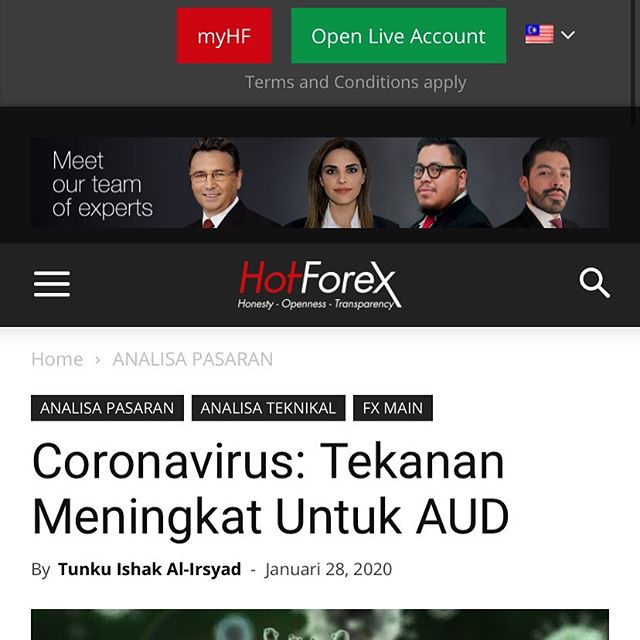 myHF
Open Live Account
Terms and Conditions apply
Meet
our team
of experts
HotForex
Honesty - Openness - Transparency
Home › ANALISA PASARAN
ANALISA PASARAN ANALISA TEKNIKAL FX MAIN
Coronavirus: Tekanan
Meningkat Untuk AUD
By Tunku Ishak Al-Irsyad - Januari 28, 2020